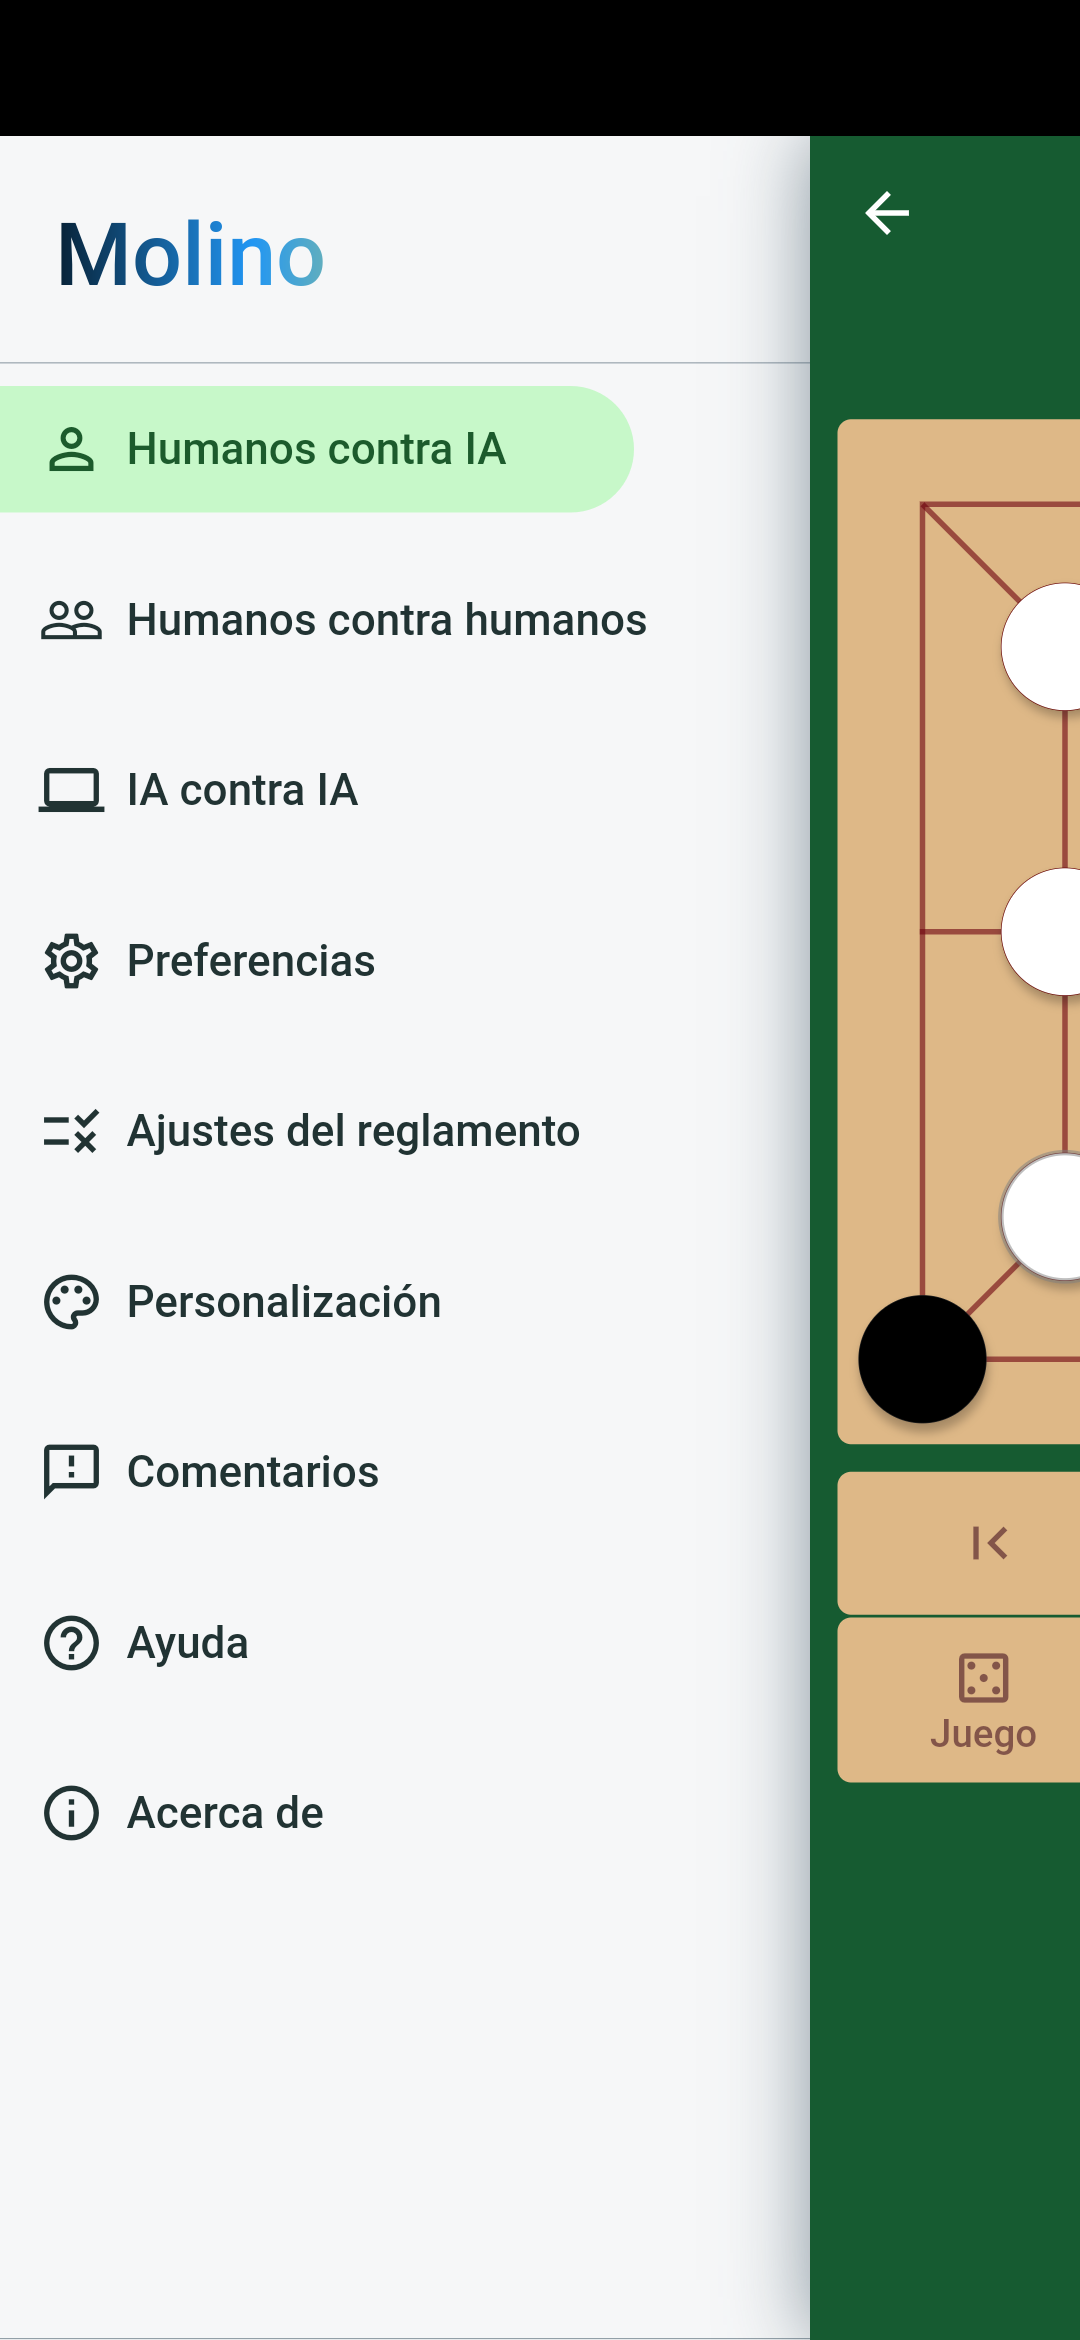 Molino
Humanos contra IA
Humanos contra humanos
IA contra IA
Preferencias
Ajustes del reglamento
Personalización
Comentarios
Ayuda
Acerca de
Juego